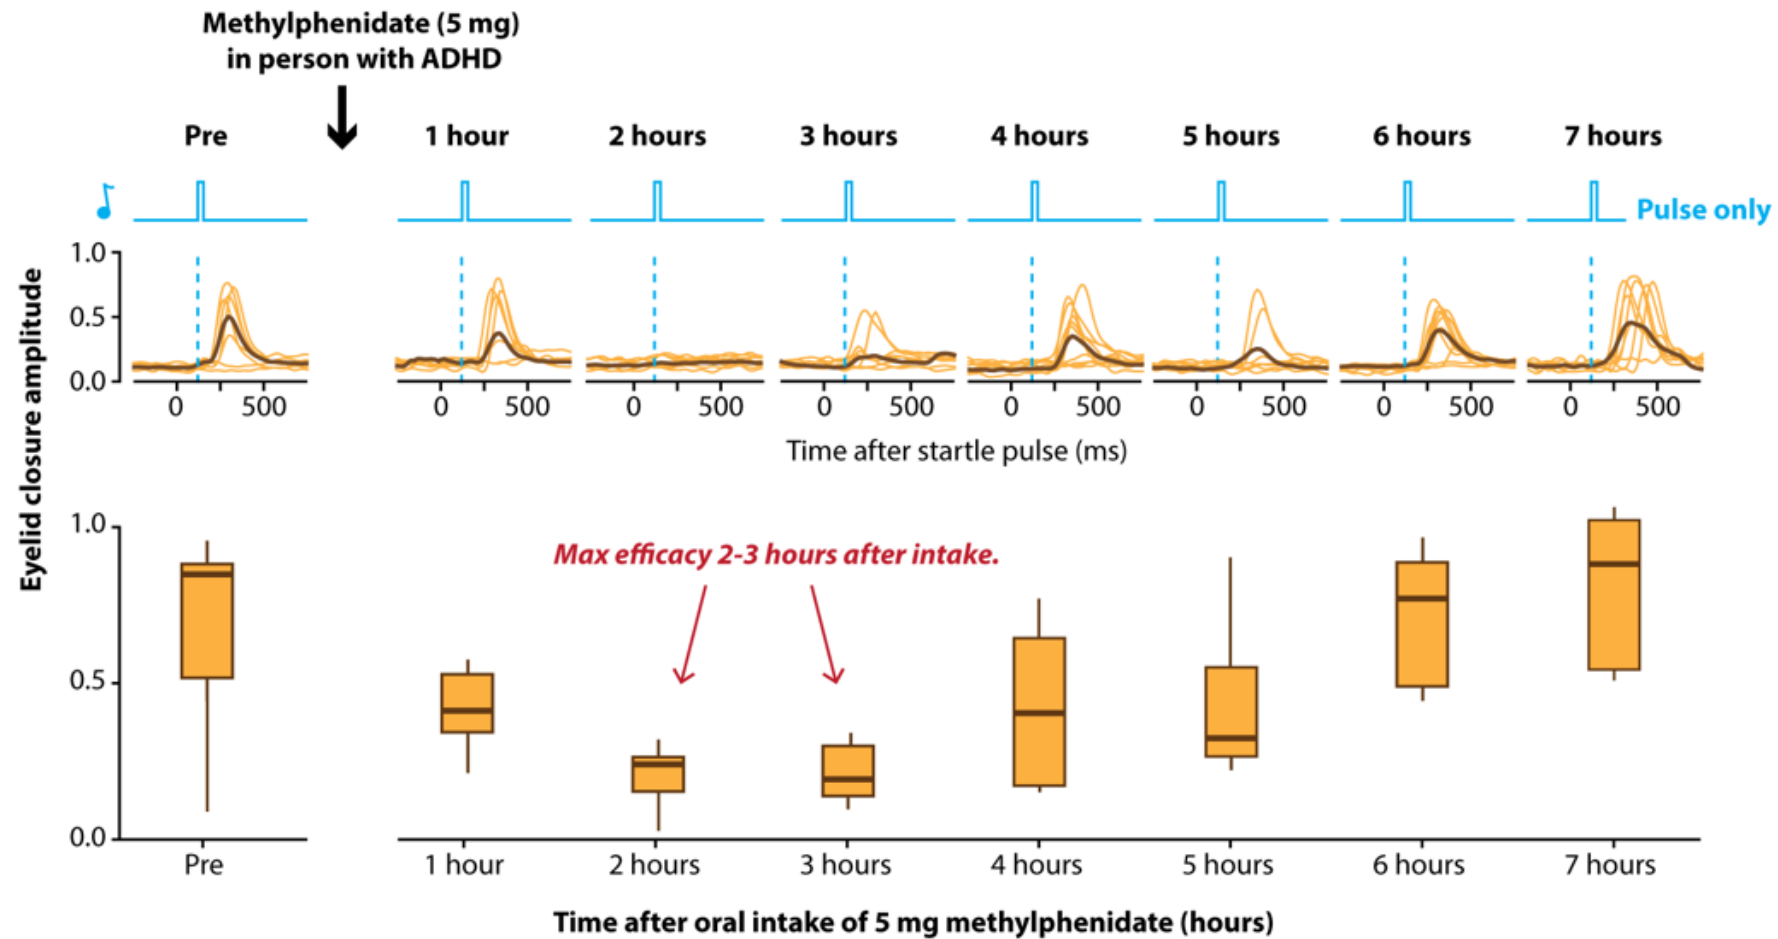 Methylphenidate (5 mg)
in person with ADHD
Pre
1 hour
2 hours
3 hours
4 hours
5 hours
6 hours
7 hours
Pulse only
Eyelid closure amplitude
1.0
0.5
0.0
0 500
0 500
0 500
0 500
0 500
0 500
0 500
0 500
Time after startle pulse (ms)
1.0
0.5
0.0
Max efficacy 2-3 hours after intake.
Pre
1 hour
2 hours
3 hours
4 hours
5 hours
6 hours
7 hours
Time after oral intake of 5 mg methylphenidate (hours)